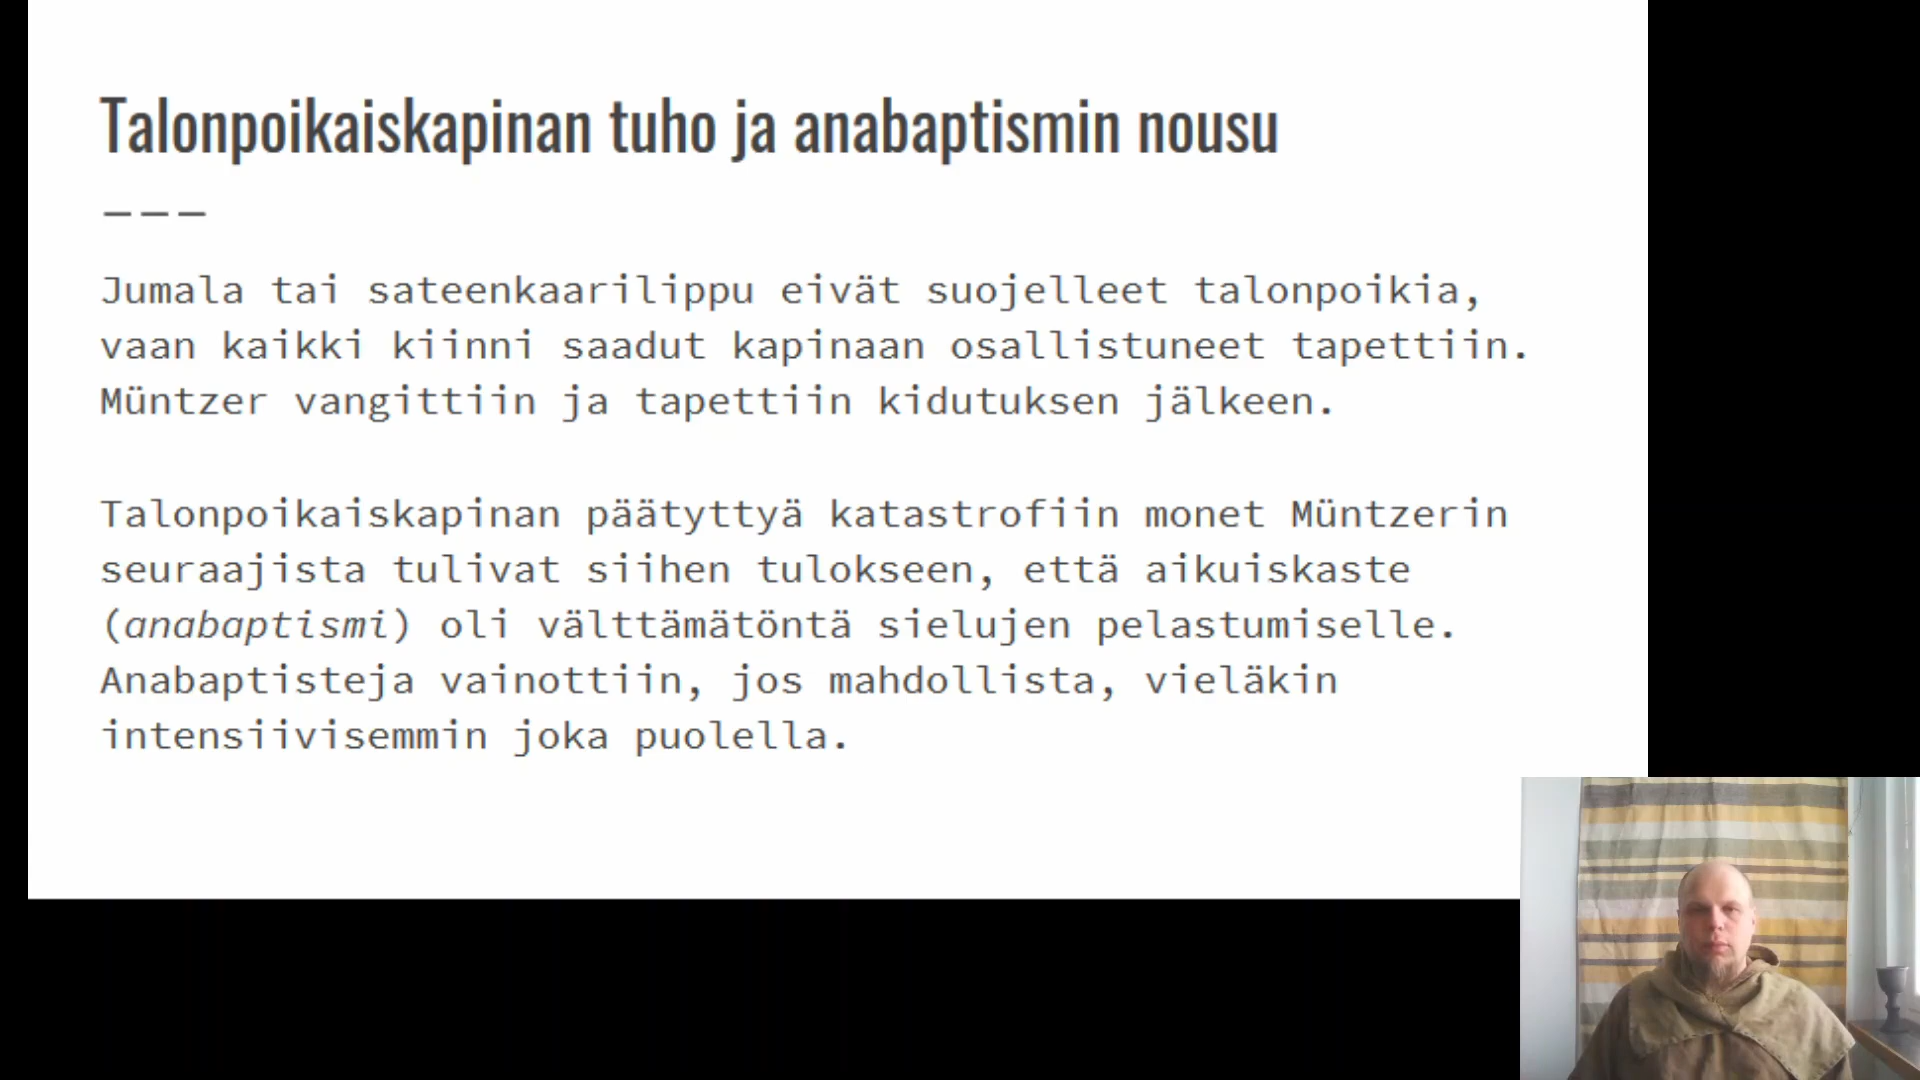 Talonpoikaiskapinan tuho ja anabaptismin nousu
———
Jumala tai sateenkaarilippu eivät suojelleet talonpoikia,
vaan kaikki kiinni saadut kapinaan osallistuneet tapettiin.
Müntzer vangittiin ja tapettiin kidutuksen jälkeen.
Talonpoikaiskapinan päätyttyä katastrofiin monet Müntzerin
seuraajista tulivat siihen tulokseen, että aikuiskaste
(anabaptismi) oli välttämätöntä sielujen pelastumiselle.
Anabaptisteja vainottiin, jos mahdollista, vieläkin
intensiivisemmin joka puolella.